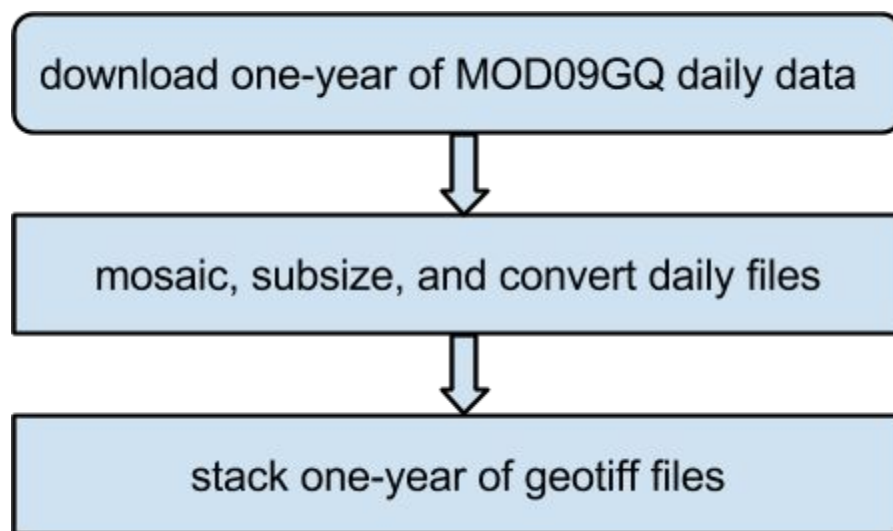 download one-year of MOD09GQ daily data
mosaic, subsize, and convert daily files
stack one-year of geotiff files